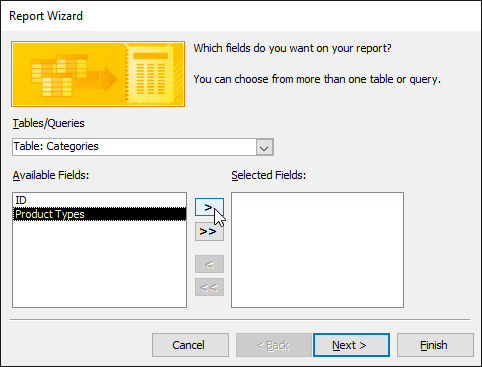 Report Wizard
Which fields do you want on your report?
You can choose from more than one table or query.
Tables/Queries
Table: Categories
Available Fields:
Selected Fields:
ID
Product Types
>
>>
<
<<
Cancel
< Back
Next >
Finish